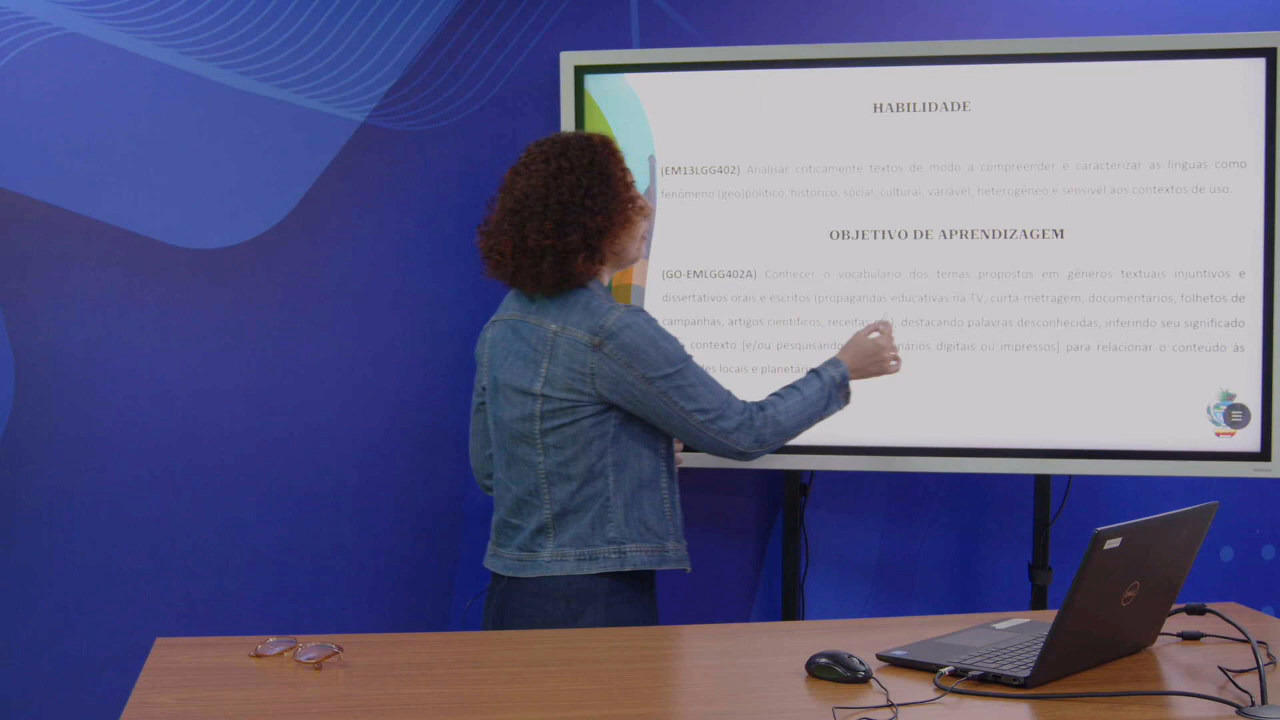 HABILIDADE
(EM13LGG402) Analisar criticamente textos de modo a compreender e caracterizar as línguas como
fenômeno (geo)político, histórico, social, cultural, variável, heterogêneo e sensível aos contextos de uso.
OBJETIVO DE APRENDIZAGEM
(GO-EMLGG402A) Conhecer o vocabulário dos temas propostos em gêneros textuais injuntivos e
dissertativos orais e escritos (propagandas educativas na TV, curta-metragem, documentários, folhetos de
campanhas, artigos científicos, receitas, destacando palavras desconhecidas, inferindo seu significado
contexto [e/ou pesquisando digitais ou impressos] para relacionar o conteúdo às
locais e
DELL